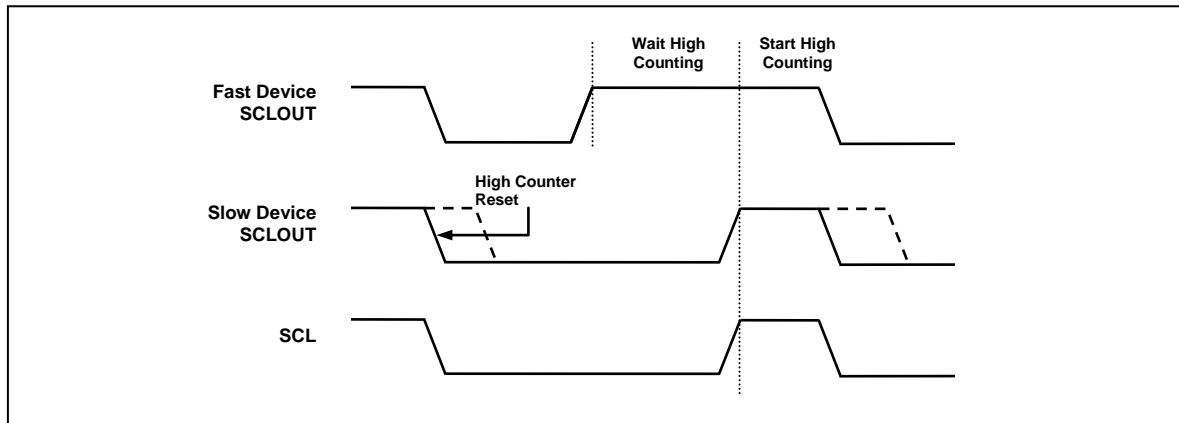 Wait High
Counting
Start High
Counting
Fast Device
SCLOUT
High Counter
Reset
Slow Device
SCLOUT
SCL